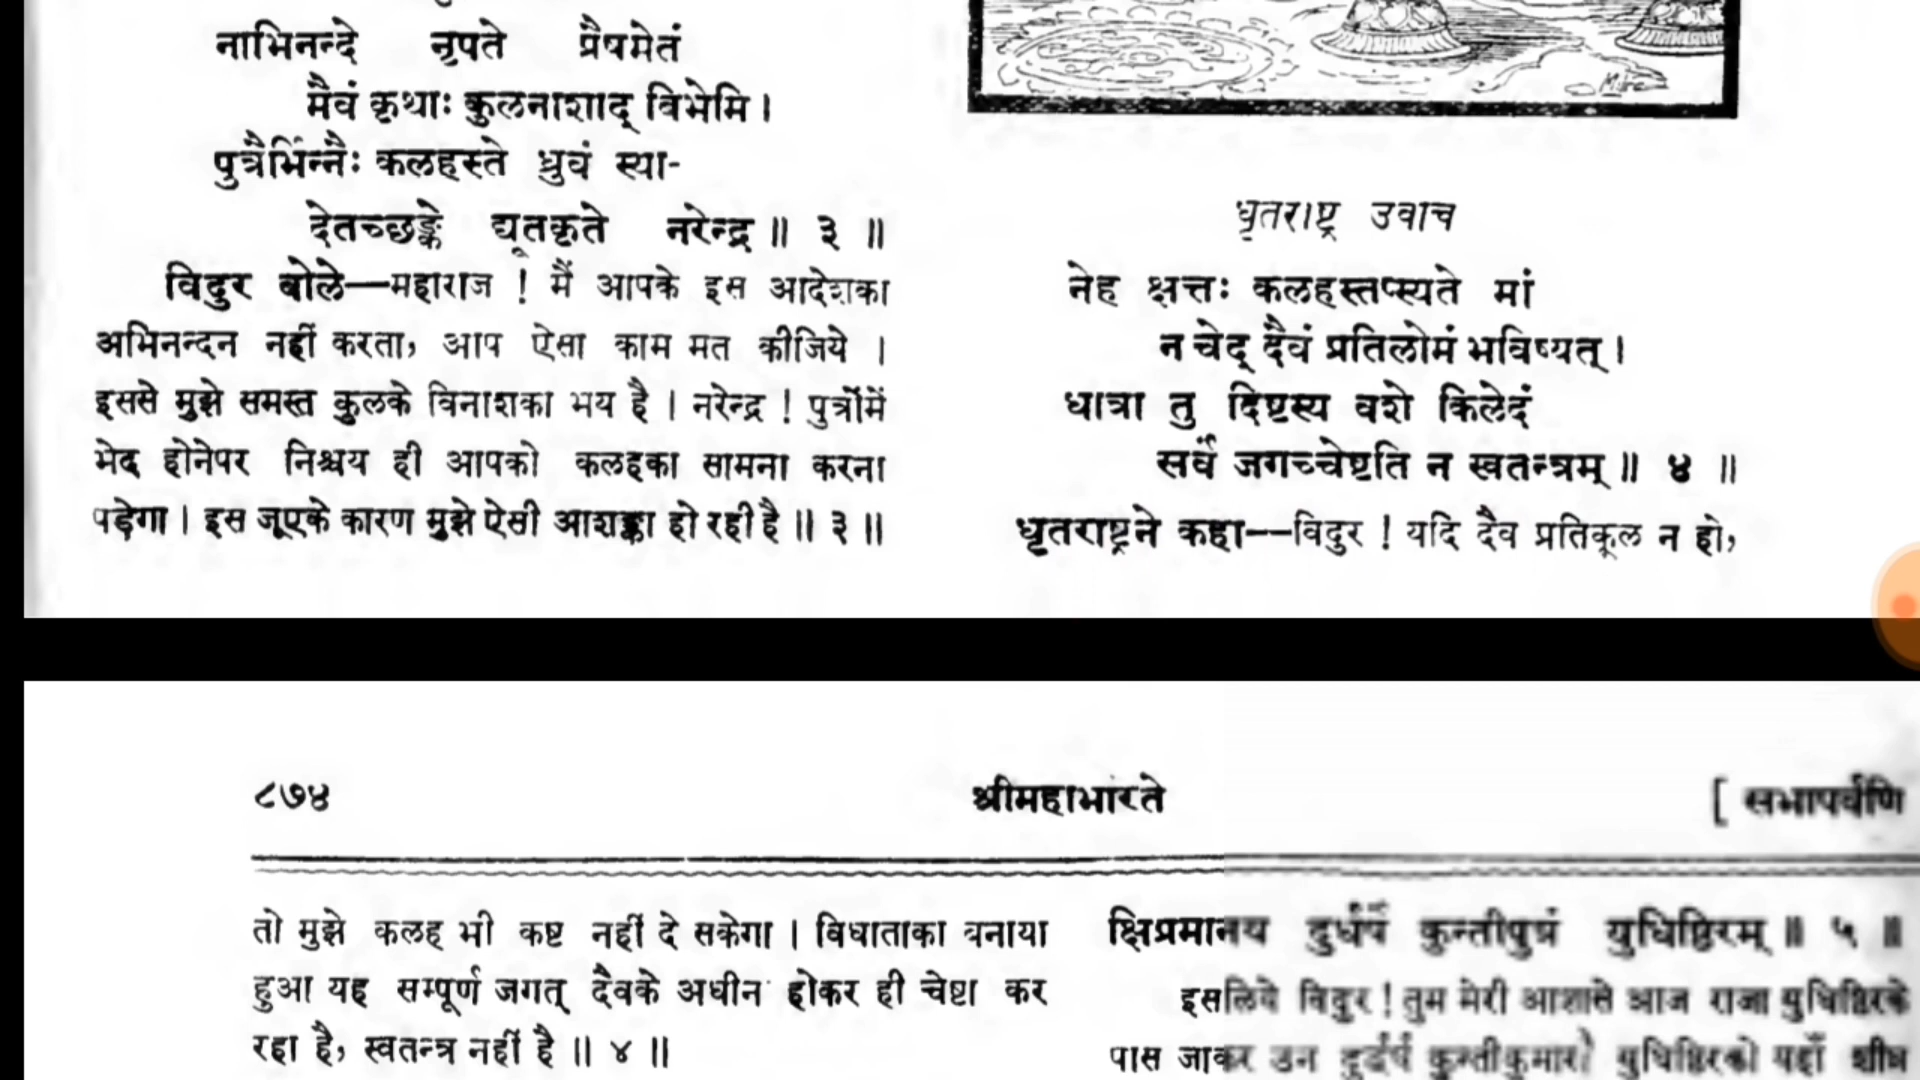 नाभिनन्दे नृपते प्रैषमेतं
मैवं कृथाः कुलनाशाद् बिभेमि ।
पुत्रैर्भिन्नैः कलहस्ते ध्रुवं स्या-
देतच्छङ्के द्यूतकृते नरेन्द्र ॥ ३ ॥
विदुर बोले—महाराज ! मैं आपके इस आदेशका
अभिनन्दन नहीं करता, आप ऐसा काम मत कीजिये ।
इससे मुझे समस्त कुलके विनाशका भय है । नरेन्द्र ! पुत्रोंमें
भेद होनेपर निश्चय ही आपको कलहका सामना करना
पड़ेगा । इस जूएके कारण मुझे ऐसी आशङ्का हो रही है ॥ ३ ॥
धृतराष्ट्र उवाच
नेह क्षत्तः कलहस्तप्स्यते मां
न चेद् दैवं प्रतिलोमं भविष्यत् ।
धात्रा तु दिष्टस्य वशे किलेदं
सर्वं जगच्चेष्टति न स्वतन्त्रम् ॥ ४ ॥
धृतराष्ट्रने कहा—विदुर ! यदि दैव प्रतिकूल न हो,
८७४ श्रीमहाभारते [ सभापर्वणि
तो मुझे कलह भी कष्ट नहीं दे सकेगा । विधाताका बनाया
हुआ यह सम्पूर्ण जगत् दैवके अधीन होकर ही चेष्टा कर
रहा है, स्वतन्त्र नहीं है ॥ ४ ॥
क्षिप्रमानय दुर्धर्षं कुन्तीपुत्रं युधिष्ठिरम् ॥ ५ ॥
इसलिये विदुर ! तुम मेरी आज्ञासे आज राजा युधिष्ठिरके
पास जाकर उन दुर्द्धर्ष कुन्तीकुमार युधिष्ठिरको यहाँ शीघ्र